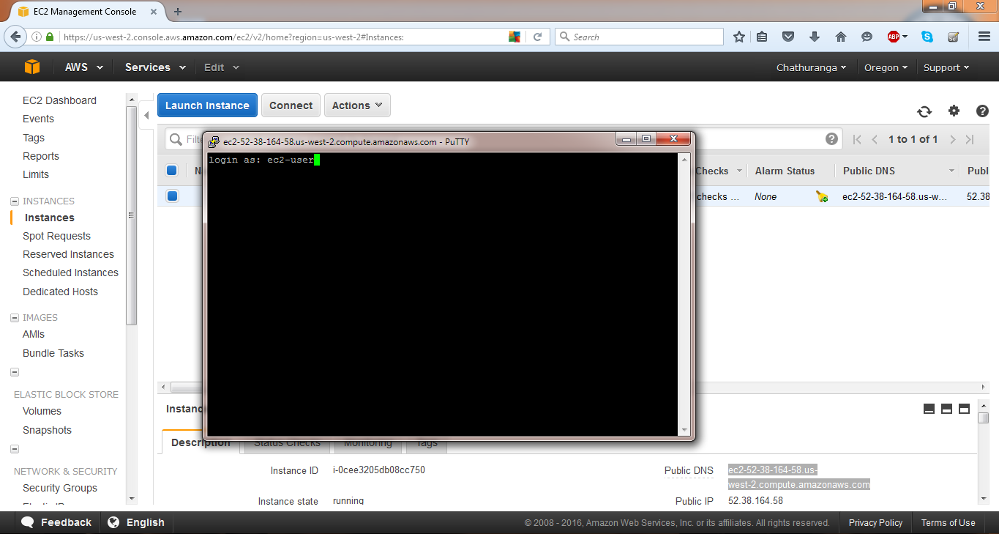 EC2 Management Console
https://us-west-2.console.aws.amazon.com/ec2/v2/home?region=us-west-2#Instances:
Search
ABP
AWS Services Edit Chathuranga Oregon Support
EC2 Dashboard
Events
Tags
Reports
Limits
INSTANCES
Instances
Spot Requests
Reserved Instances
Scheduled Instances
Dedicated Hosts
IMAGES
AMIs
Bundle Tasks
ELASTIC BLOCK STORE
Volumes
Snapshots
NETWORK & SECURITY
Security Groups
Launch Instance Connect Actions
1 to 1 of 1
ec2-52-38-164-58.us-west-2.compute.amazonaws.com - PuTTY
login as: ec2-user
Checks Alarm Status Public DNS Publ
checks ... None ec2-52-38-164-58.us-w... 52.38
Description Status Checks Monitoring Tags
Instance ID i-0cee3205db08cc750 Public DNS ec2-52-38-164-58.us-
west-2.compute.amazonaws.com
Instance state running Public IP 52.38.164.58
Feedback English © 2008 - 2016, Amazon Web Services, Inc. or its affiliates. All rights reserved. Privacy Policy Terms of Use